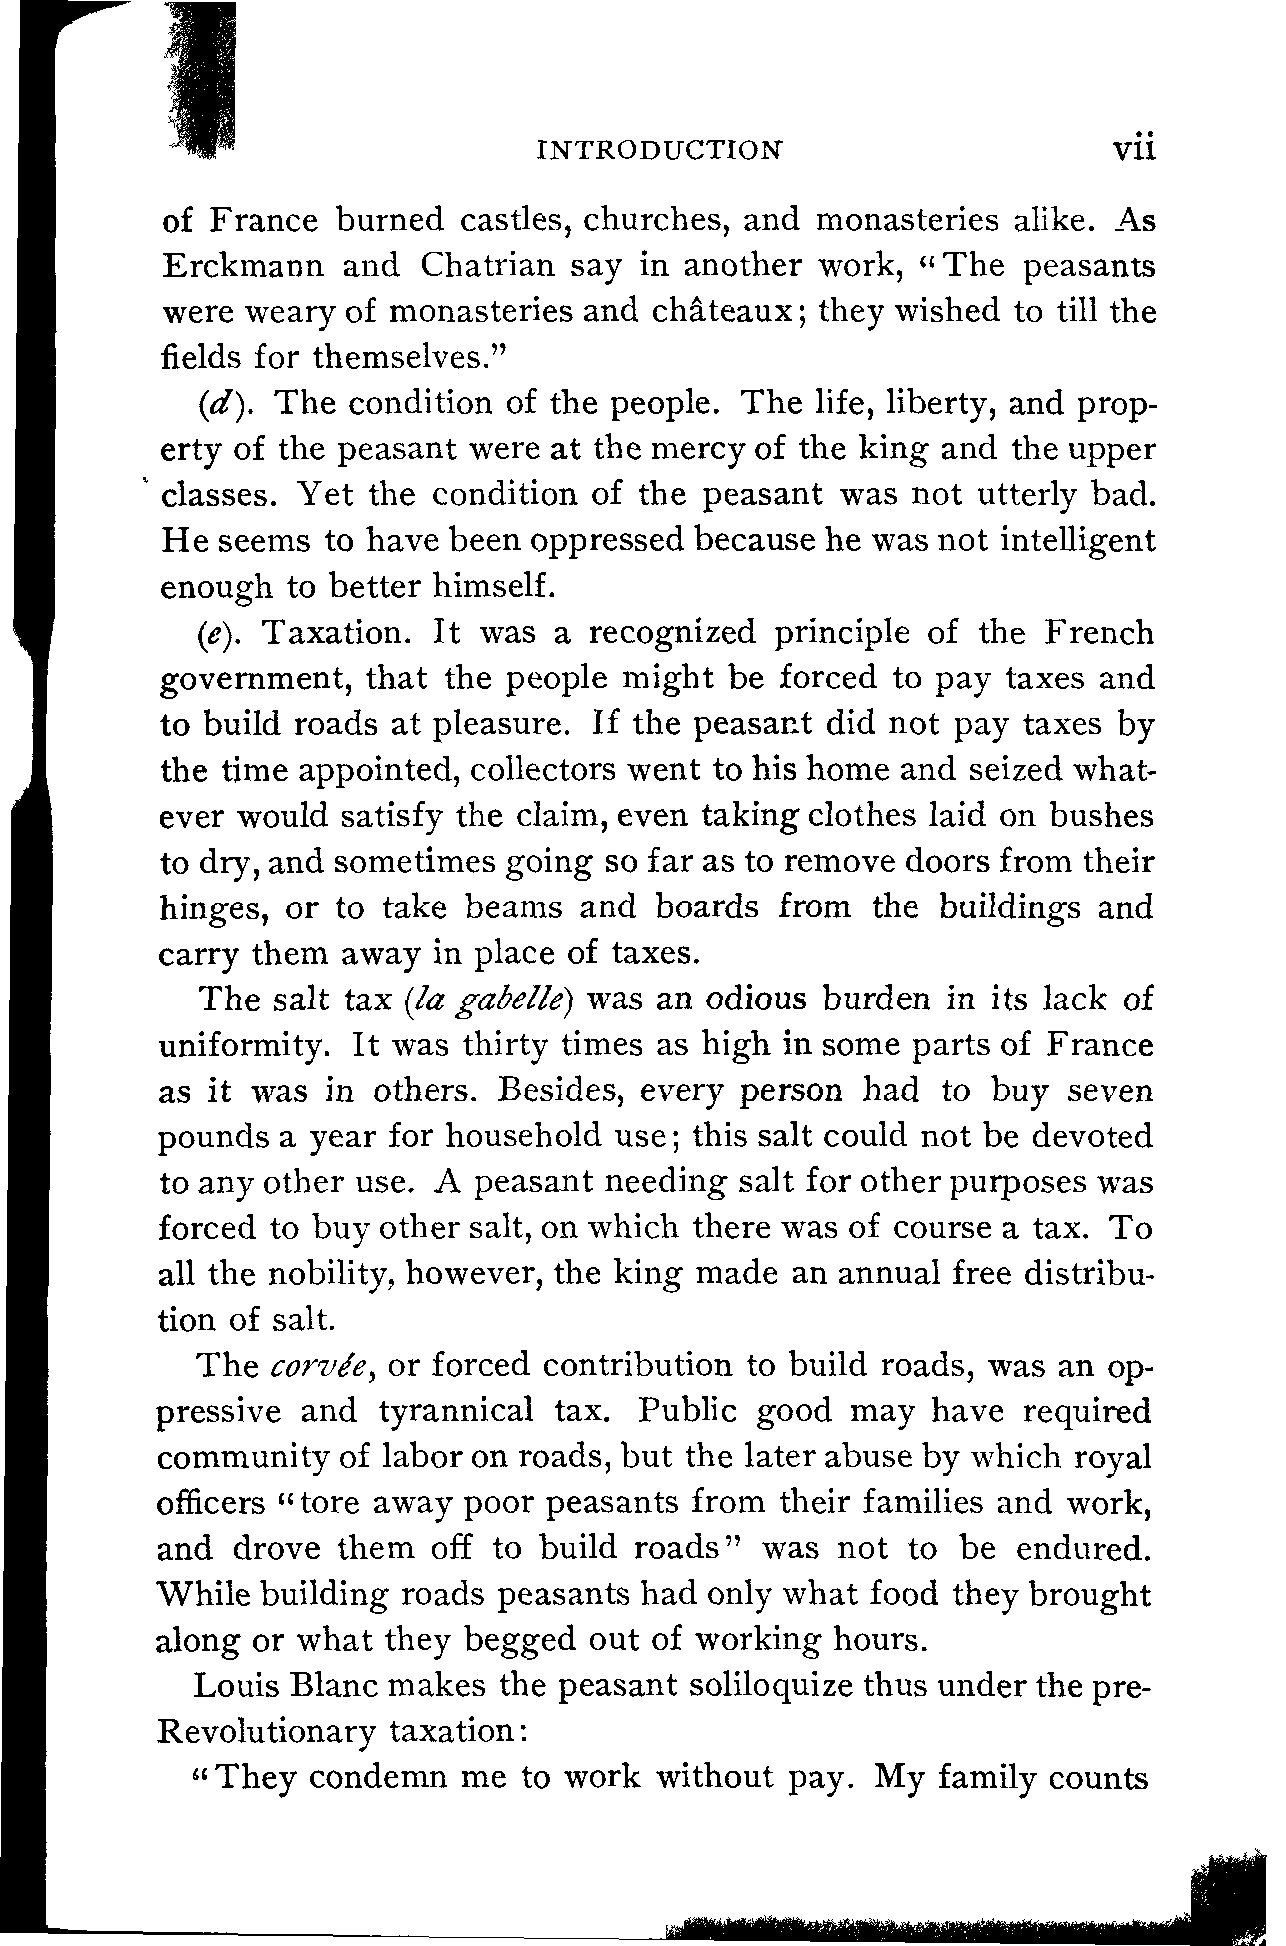 INTRODUCTION vii
of France burned castles, churches, and monasteries alike. As
Erckmann and Chatrian say in another work, “The peasants
were weary of monasteries and châteaux; they wished to till the
fields for themselves.”
(d). The condition of the people. The life, liberty, and prop-
erty of the peasant were at the mercy of the king and the upper
classes. Yet the condition of the peasant was not utterly bad.
He seems to have been oppressed because he was not intelligent
enough to better himself.
(e). Taxation. It was a recognized principle of the French
government, that the people might be forced to pay taxes and
to build roads at pleasure. If the peasant did not pay taxes by
the time appointed, collectors went to his home and seized what-
ever would satisfy the claim, even taking clothes laid on bushes
to dry, and sometimes going so far as to remove doors from their
hinges, or to take beams and boards from the buildings and
carry them away in place of taxes.
The salt tax (la gabelle) was an odious burden in its lack of
uniformity. It was thirty times as high in some parts of France
as it was in others. Besides, every person had to buy seven
pounds a year for household use; this salt could not be devoted
to any other use. A peasant needing salt for other purposes was
forced to buy other salt, on which there was of course a tax. To
all the nobility, however, the king made an annual free distribu-
tion of salt.
The corvée, or forced contribution to build roads, was an op-
pressive and tyrannical tax. Public good may have required
community of labor on roads, but the later abuse by which royal
officers “tore away poor peasants from their families and work,
and drove them off to build roads” was not to be endured.
While building roads peasants had only what food they brought
along or what they begged out of working hours.
Louis Blanc makes the peasant soliloquize thus under the pre-
Revolutionary taxation:
“They condemn me to work without pay. My family counts